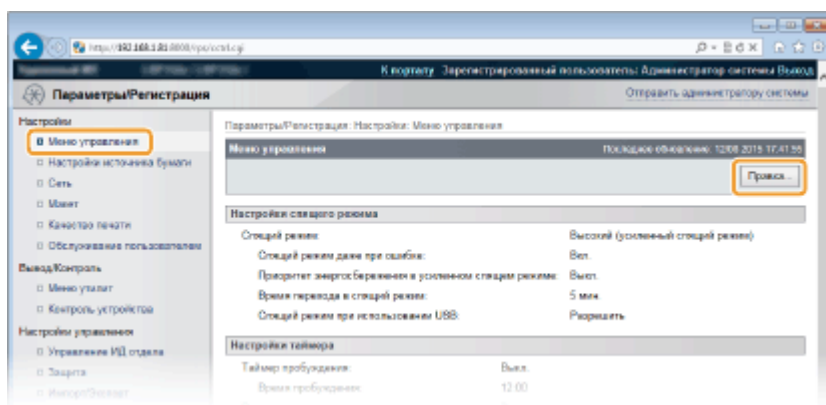 К порталу Зарегистрированный пользователь: Администратор системы Выход
Параметры/Регистрация
Отправить администратору системы
Настройки
Меню управления
Настройки источника бумаги
Сеть
Макет
Качество печати
Обслуживание пользователем
Вывод/Контроль
Меню утилит
Контроль устройства
Настройки управления
Управление ИД отдела
Защита
Импорт/Экспорт
Параметры/Регистрация: Настройки: Меню управления
Меню управления
Последнее обновление: 12/08 2015 17:41:55
Правка...
Настройки спящего режима
Спящий режим: Высокий (усиленный спящий режим)
Спящий режим даже при ошибке: Вкл.
Приоритет энергосбережения в усиленном спящем режиме: Выкл.
Время перевода в спящий режим: 5 мин.
Спящий режим при использовании USB: Разрешить
Настройки таймера
Таймер пробуждения: Выкл.
Время пробуждения: 12:00